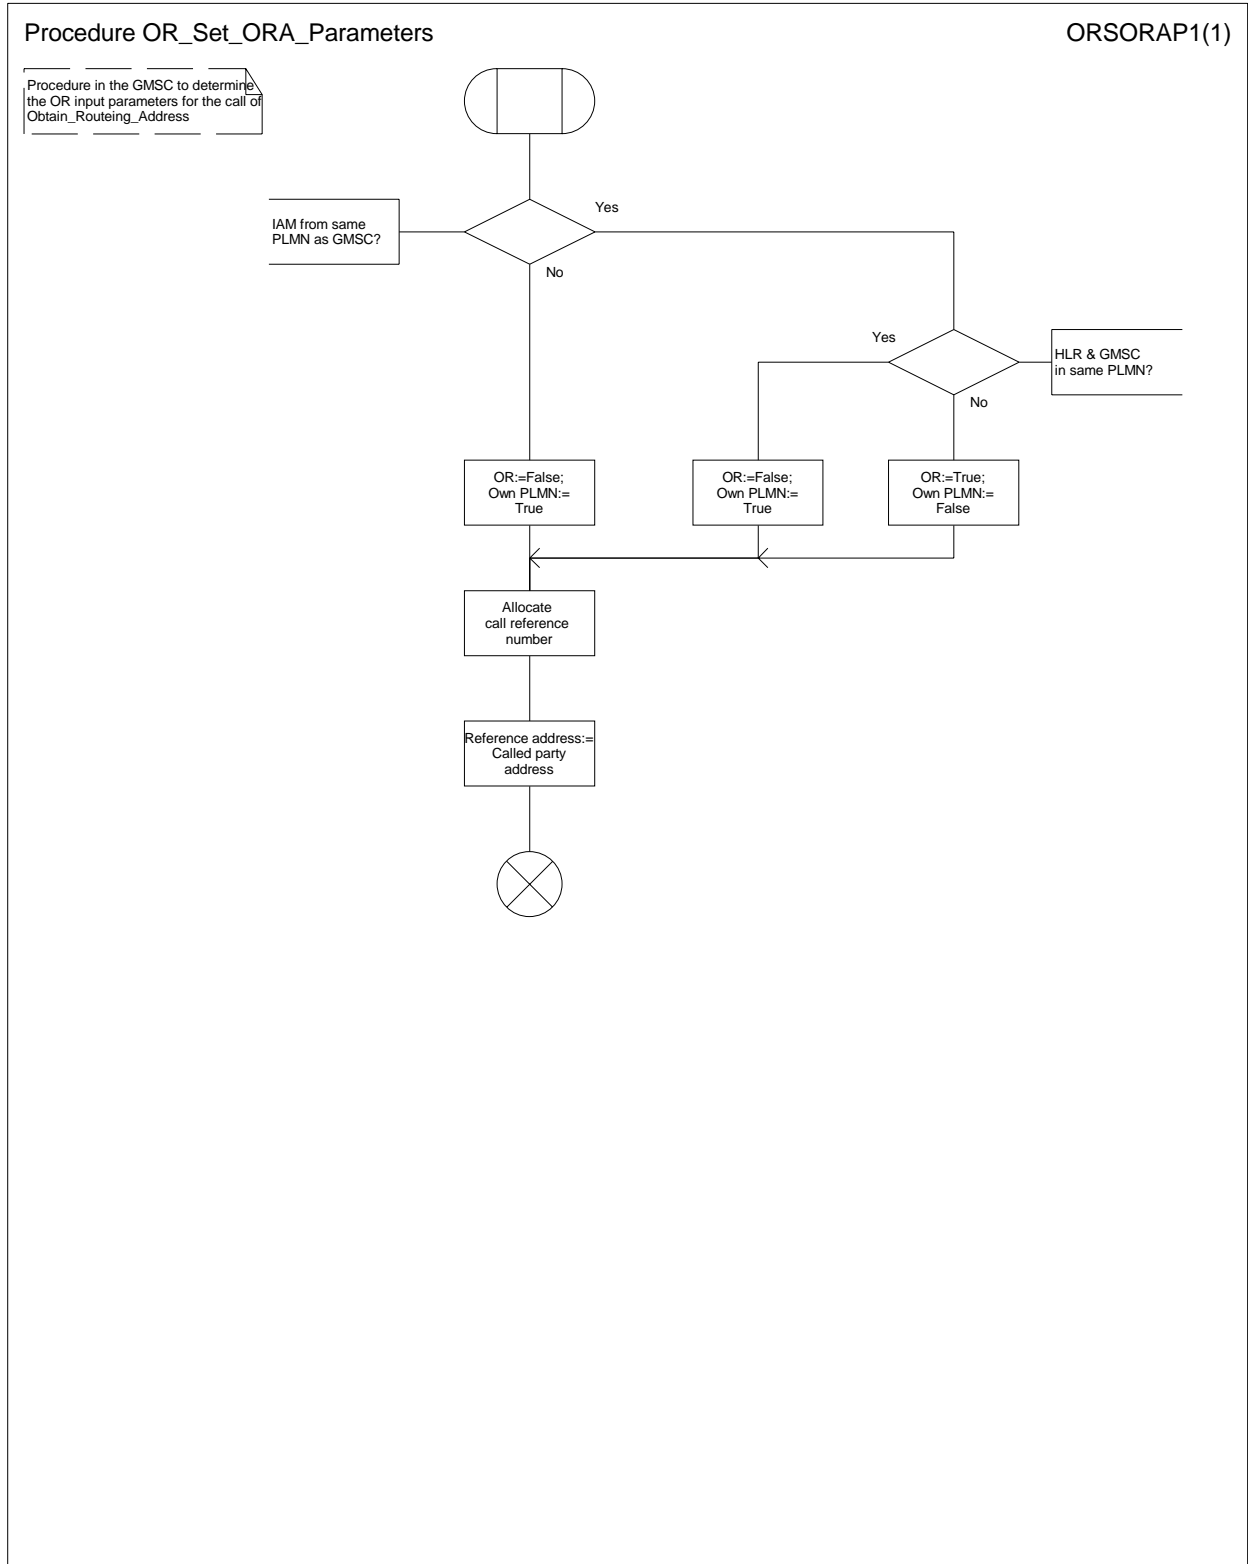 Procedure OR_Set_ORA_Parameters
ORSORAP1(1)
Procedure in the GMSC to determine
the OR input parameters for the call of
Obtain_Routeing_Address
IAM from same
PLMN as GMSC?
Yes
No
Yes
HLR & GMSC
in same PLMN?
No
OR:=False;
Own PLMN:=
True
OR:=False;
Own PLMN:=
True
OR:=True;
Own PLMN:=
False
Allocate
call reference
number
Reference address:=
Called party
address